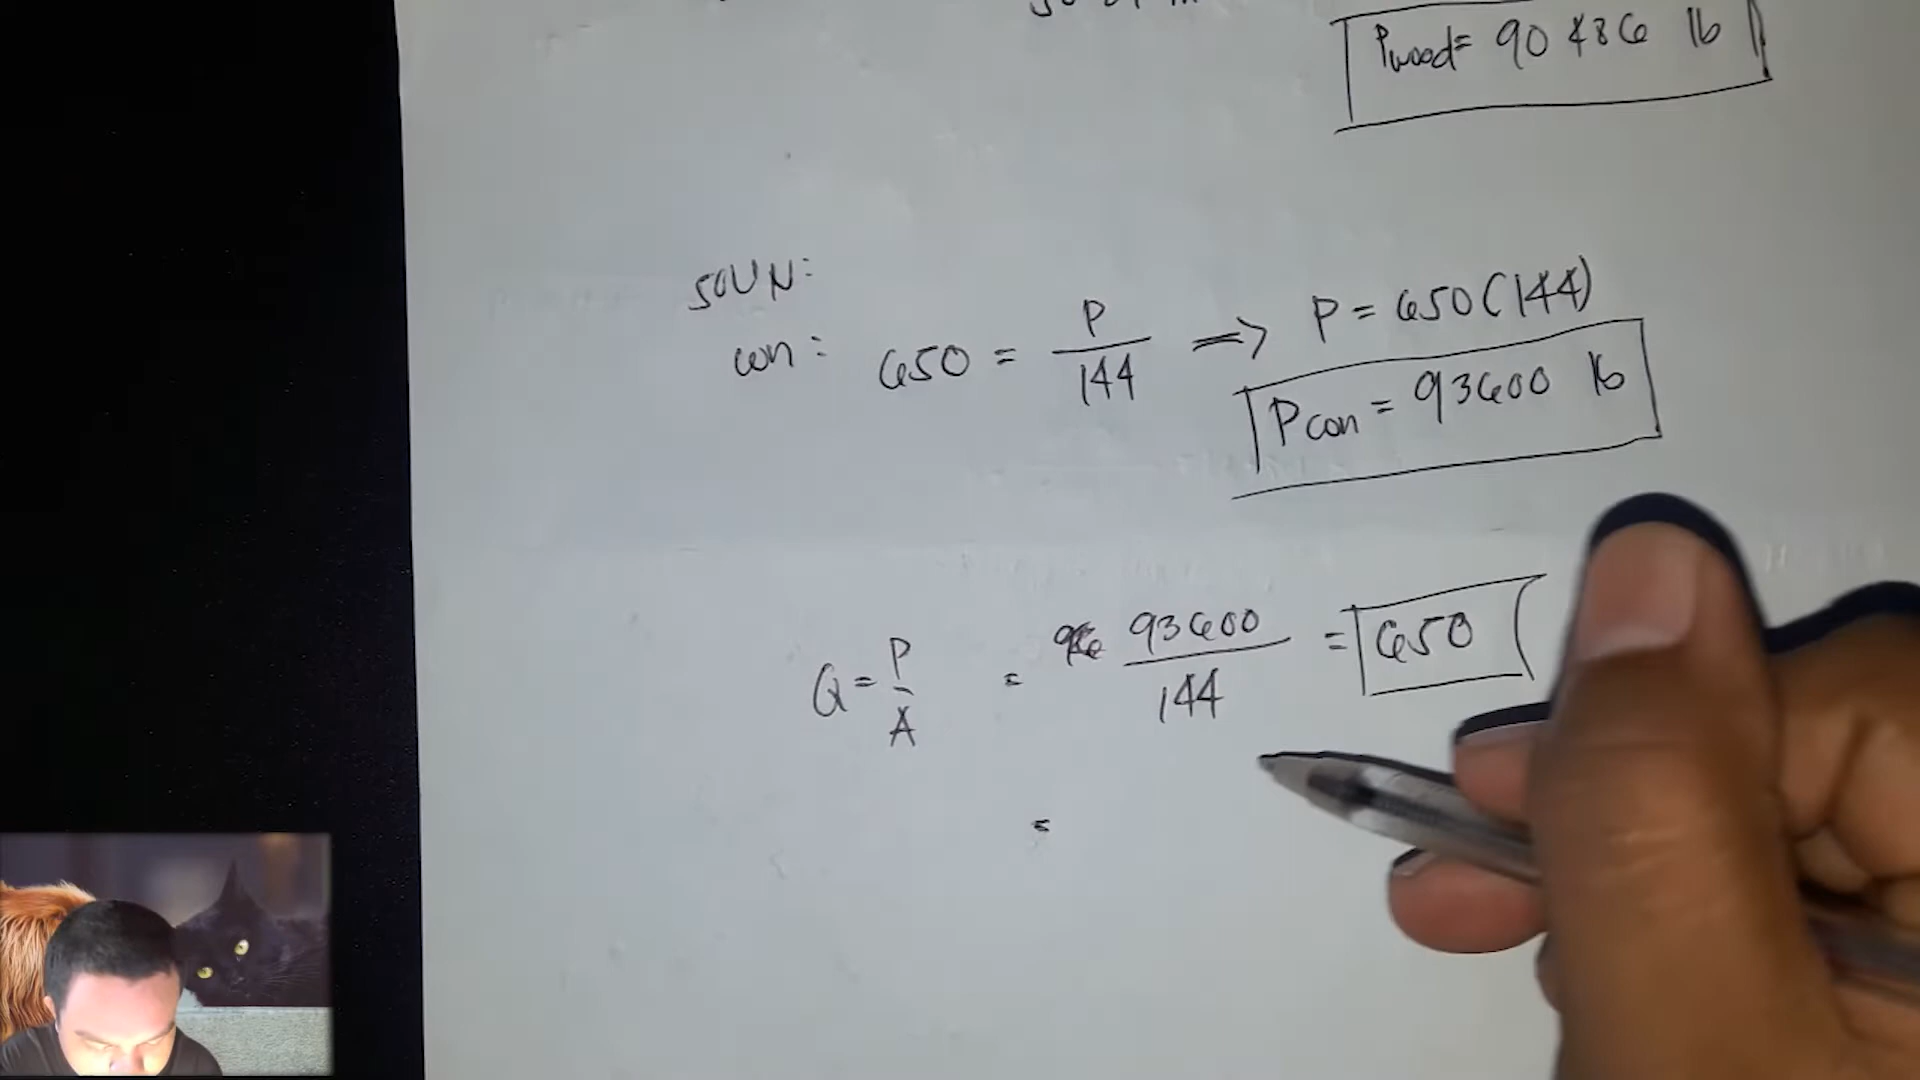 Pwood = 90486 lb
SOLN:
con: 650 = P/144 => P = 650(144)
Pcon = 93600 lb
Q = P/A = 93600/144 = 650
=